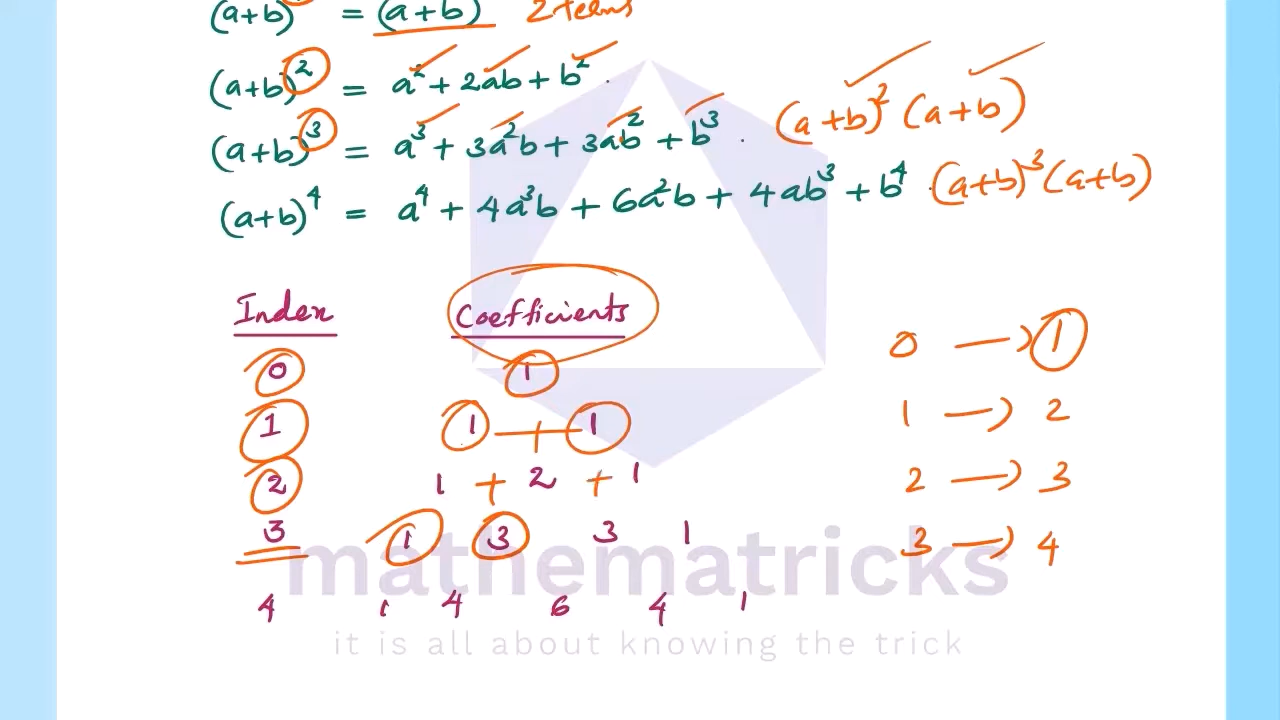 (a+b) = (a+b) 2 terms
(a+b)² = a² + 2ab + b² .
(a+b)³ = a³ + 3a²b + 3ab² + b³ . (a+b)² (a+b)
(a+b)⁴ = a⁴ + 4a³b + 6a²b + 4ab³ + b⁴ . (a+b)³ (a+b)
Index Coefficients
0 1 0 → 1
1 1 + 1 1 → 2
2 1 + 2 + 1 2 → 3
3 1 3 3 1 3 → 4
mathematricks
4 1 4 6 4 1
it is all about knowing the trick